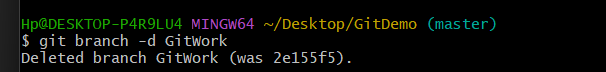 Hp@DESKTOP-P4R9LU4 MINGW64 ~/Desktop/GitDemo (master)
$ git branch -d GitWork
Deleted branch GitWork (was 2e155f5).